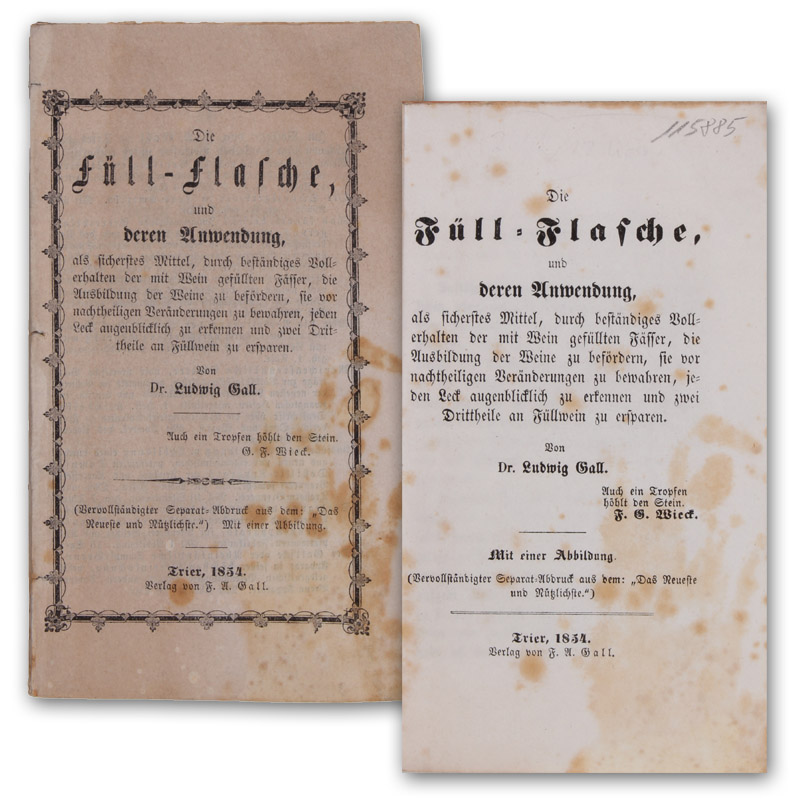 Die
Füll-Flasche,
und
deren Anwendung,
als sicherstes Mittel, durch beständiges Voll-
erhalten der mit Wein gefüllten Fässer, die
Ausbildung der Weine zu befördern, sie vor
nachtheiligen Veränderungen zu bewahren, jeden
Leck augenblicklich zu erkennen und zwei Drit-
theile an Füllwein zu ersparen.
Von
Dr. Ludwig Gall.
Auch ein Tropfen höhlt den Stein.
G. F. Wieck.
(Vervollständigter Separat-Abdruck aus dem: „Das
Neueste und Nützlichste.“) Mit einer Abbildung.
Trier, 1854.
Verlag von F. A. Gall.
115885
Die
Füll-Flasche,
und
deren Anwendung,
als sicherstes Mittel, durch beständiges Voll-
erhalten der mit Wein gefüllten Fässer, die
Ausbildung der Weine zu befördern, sie vor
nachtheiligen Veränderungen zu bewahren, je-
den Leck augenblicklich zu erkennen und zwei
Drittheile an Füllwein zu ersparen.
Von
Dr. Ludwig Gall.
Auch ein Tropfen
höhlt den Stein.
F. G. Wieck.
Mit einer Abbildung.
(Vervollständigter Separat-Abdruck aus dem: „Das Neueste
und Nützlichste.“)
Trier, 1854.
Verlag von F. A. Gall.